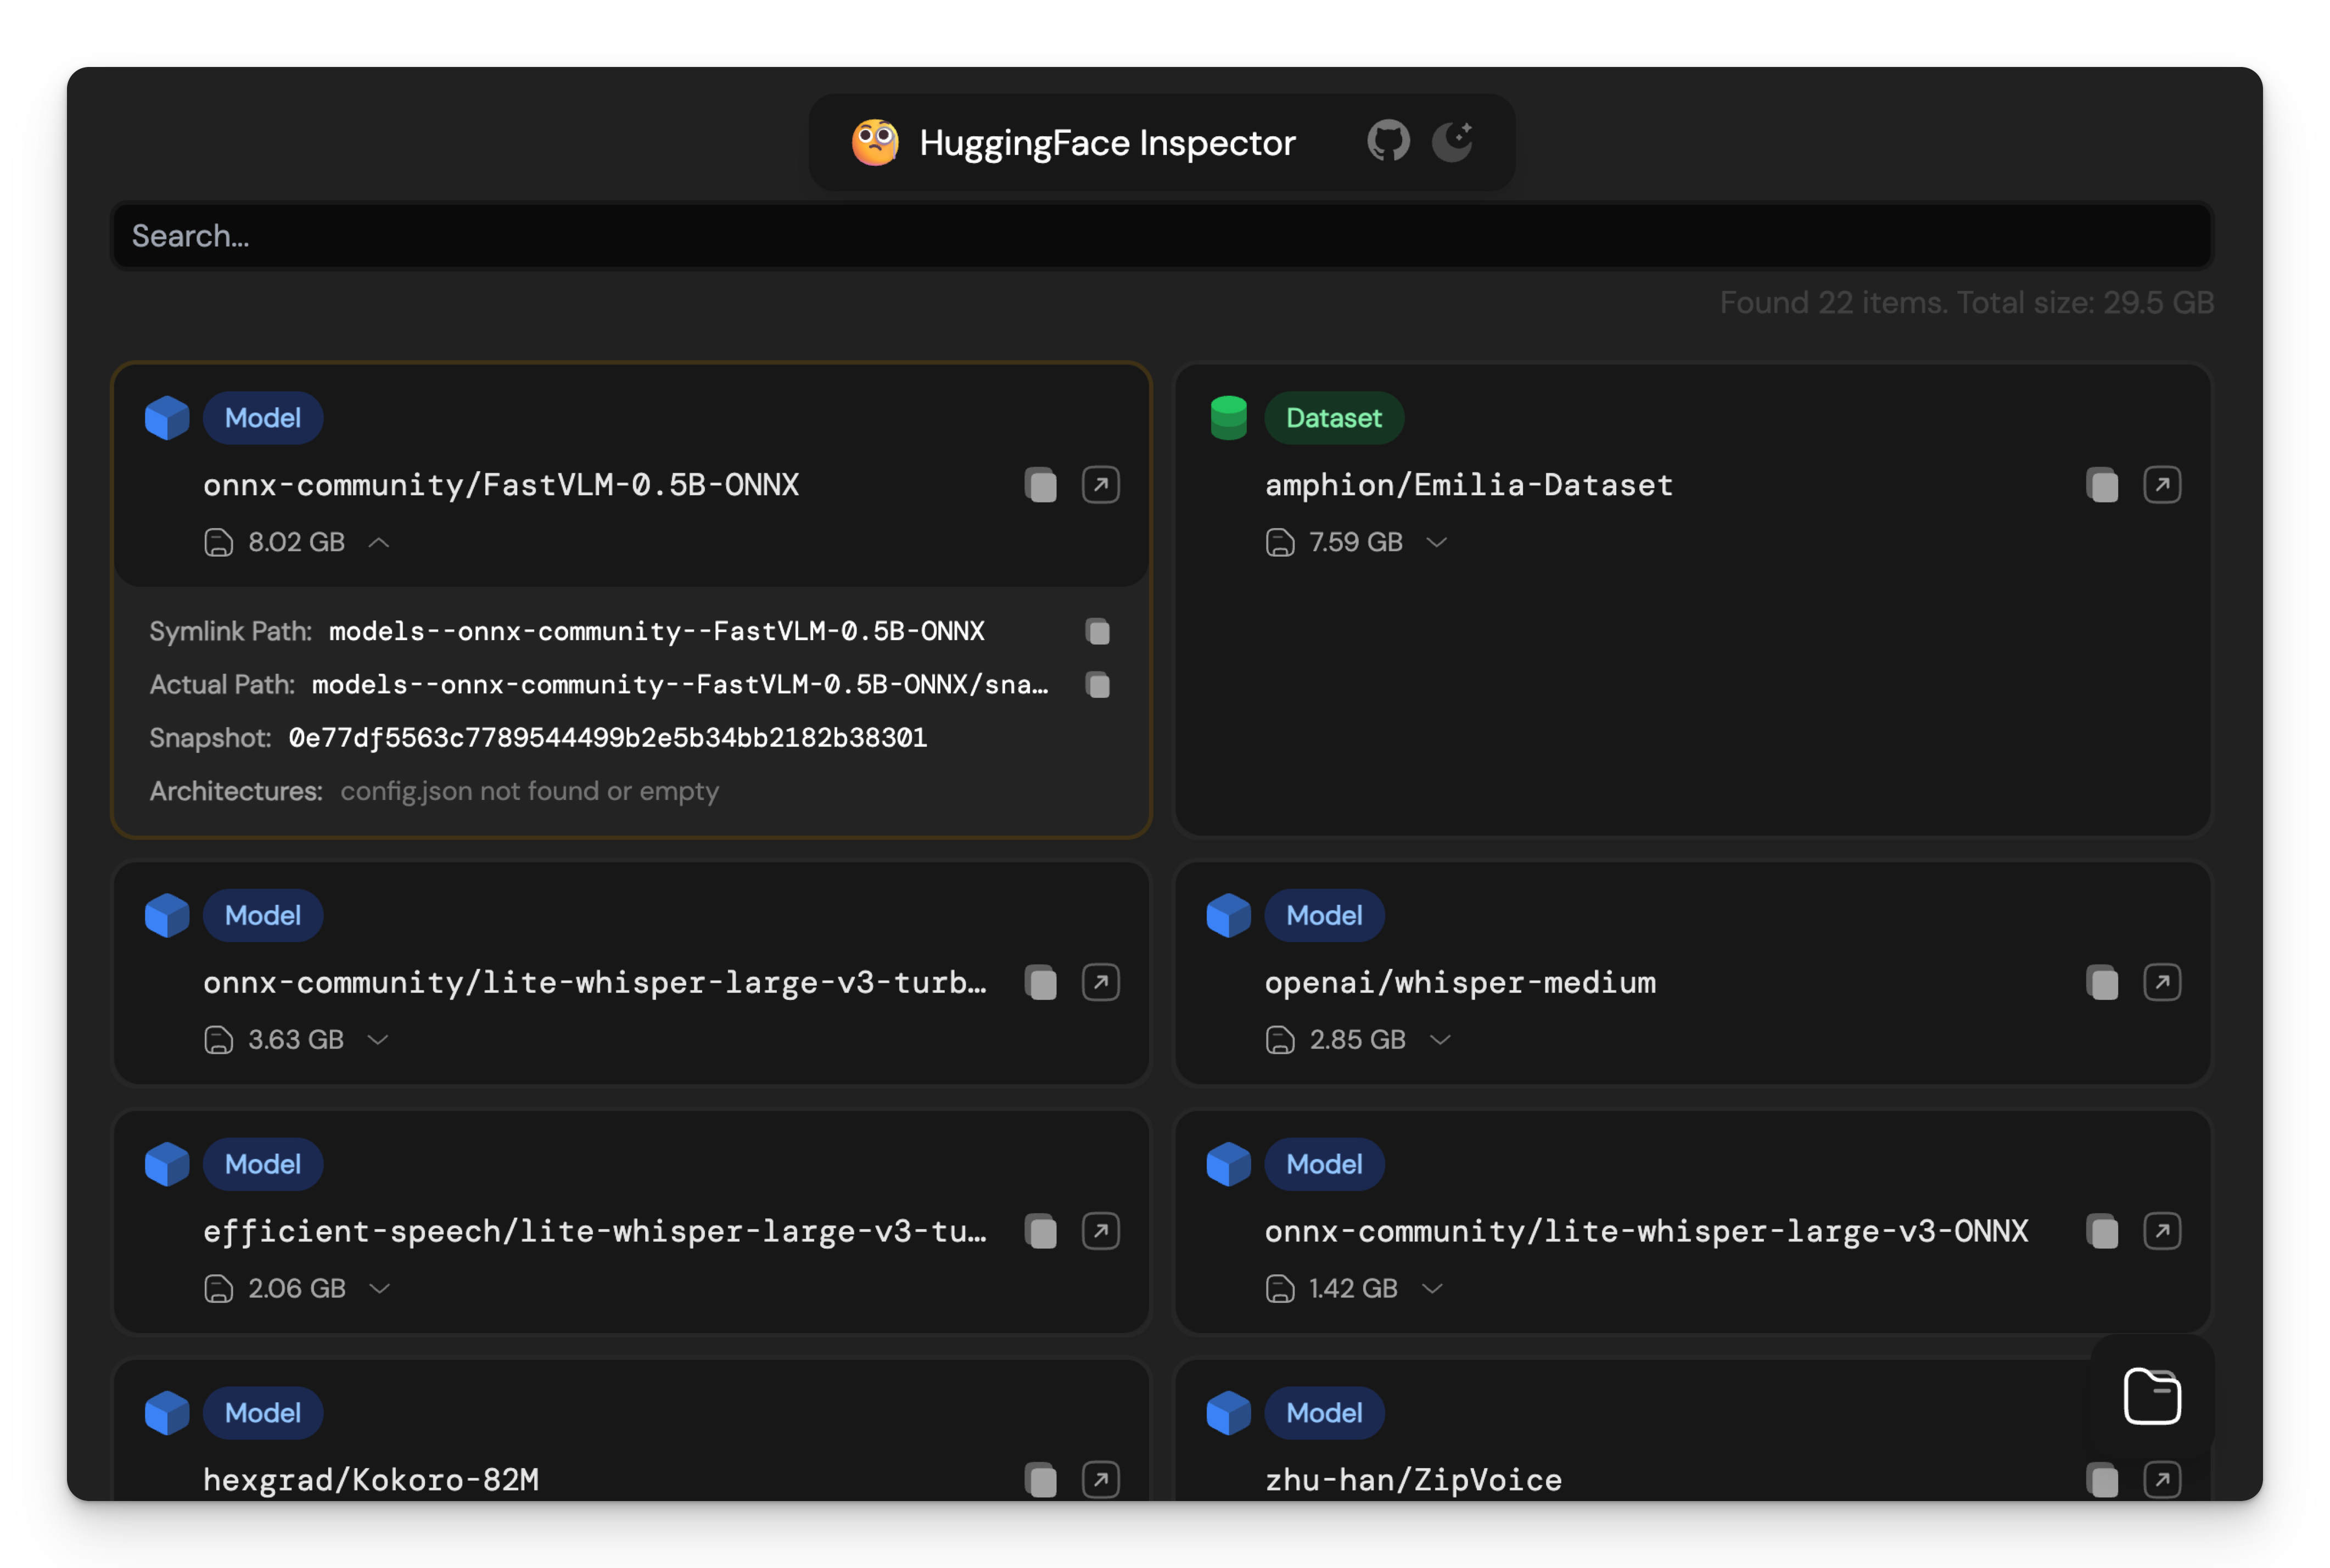 HuggingFace Inspector
Search...
Found 22 items. Total size: 29.5 GB
Model
onnx-community/FastVLM-0.5B-ONNX
8.02 GB
Symlink Path: models--onnx-community--FastVLM-0.5B-ONNX
Actual Path: models--onnx-community--FastVLM-0.5B-ONNX/sna…
Snapshot: 0e77df5563c7789544499b2e5b34bb2182b38301
Architectures: config.json not found or empty
Dataset
amphion/Emilia-Dataset
7.59 GB
Model
onnx-community/lite-whisper-large-v3-turb…
3.63 GB
Model
openai/whisper-medium
2.85 GB
Model
efficient-speech/lite-whisper-large-v3-tu…
2.06 GB
Model
onnx-community/lite-whisper-large-v3-ONNX
1.42 GB
Model
hexgrad/Kokoro-82M
Model
zhu-han/ZipVoice